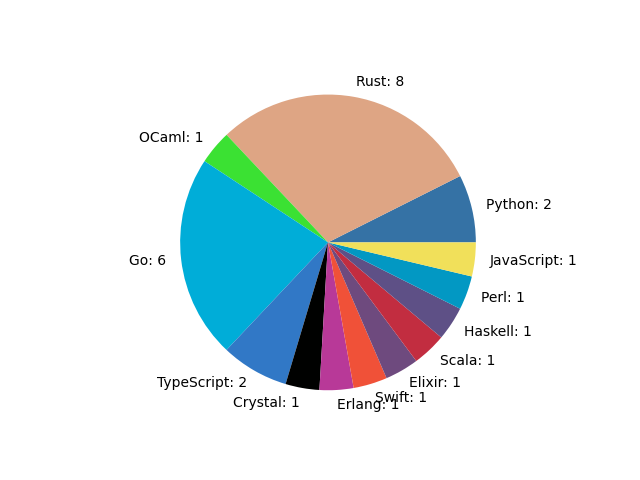 Rust: 8
OCaml: 1
Python: 2
Go: 6
JavaScript: 1
Perl: 1
Haskell: 1
Scala: 1
TypeScript: 2
Elixir: 1
Swift: 1
Crystal: 1
Erlang: 1